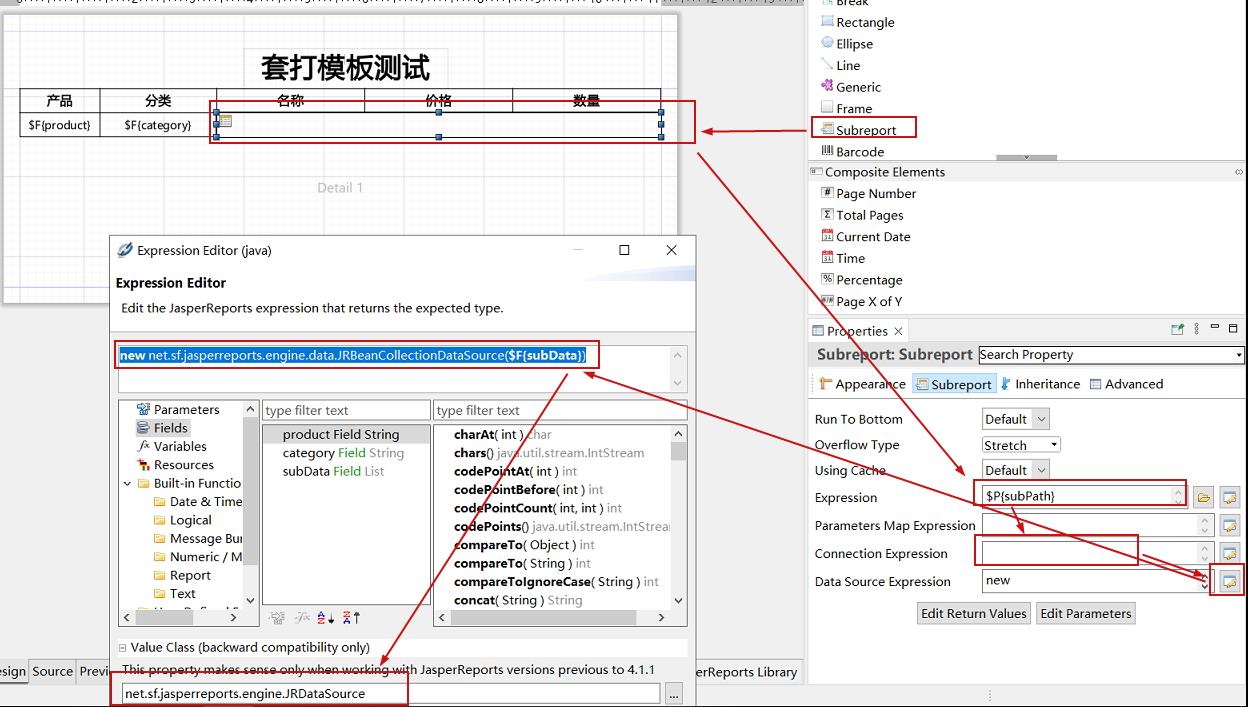 套打模板测试
产品 分类 名称 价格 数量
$F{product} $F{category}
Detail 1
Break
Rectangle
Ellipse
Line
Generic
Frame
Subreport
Barcode
Composite Elements
Page Number
Total Pages
Current Date
Time
Percentage
Page X of Y
Expression Editor (java)
Expression Editor
Edit the JasperReports expression that returns the expected type.
new net.sf.jasperreports.engine.data.JRBeanCollectionDataSource($F{subData})
Parameters
Fields
Variables
Resources
Built-in Functio
Date & Time
Logical
Message Bun
Numeric / M
Report
Text
type filter text
product Field String
category Field String
subData Field List
type filter text
charAt( int ) char
chars() java.util.stream.IntStream
codePointAt( int ) int
codePointBefore( int ) int
codePointCount( int, int ) int
codePoints() java.util.stream.IntStrea
compareTo( Object ) int
compareTo( String ) int
compareToIgnoreCase( String ) int
concat( String ) String
Value Class (backward compatibility only)
This property makes sense only when working with JasperReports versions previous to 4.1.1
net.sf.jasperreports.engine.JRDataSource
...
Properties
Subreport: Subreport Search Property
Appearance Subreport Inheritance Advanced
Run To Bottom Default
Overflow Type Stretch
Using Cache Default
Expression $P{subPath}
Parameters Map Expression
Connection Expression
Data Source Expression new
Edit Return Values Edit Parameters
esign Source Previ
erReports Library